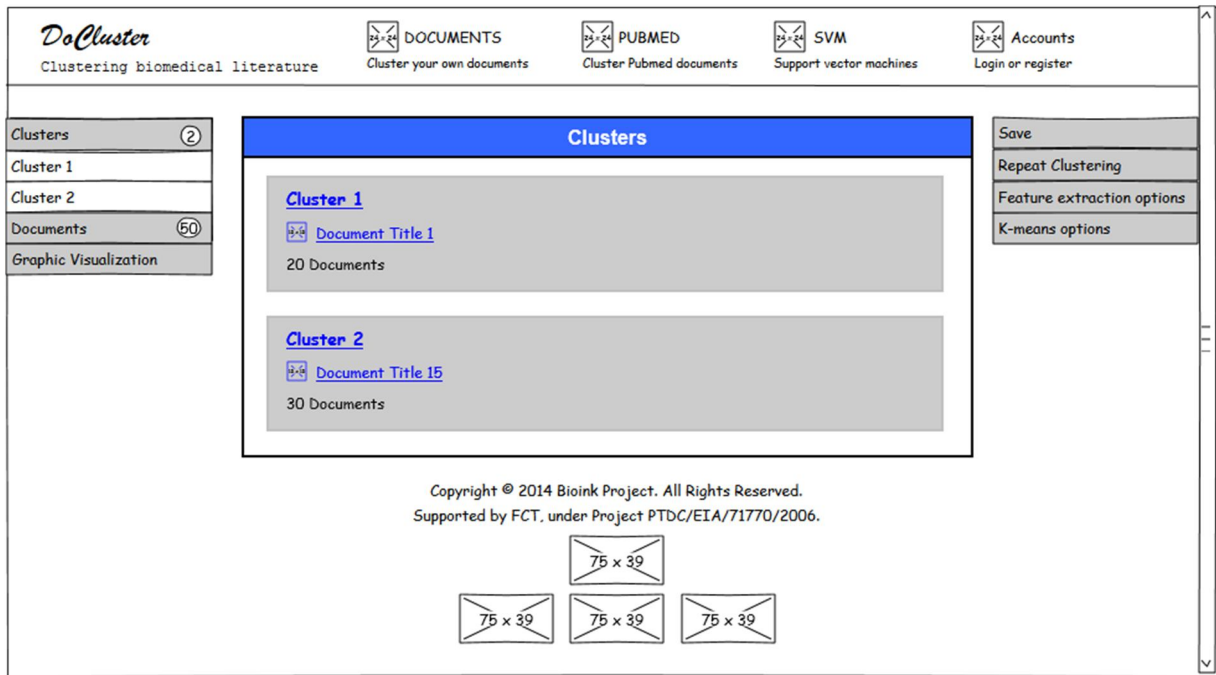 DoCluster
Clustering biomedical literature
24 x 24 DOCUMENTS
Cluster your own documents
24 x 24 PUBMED
Cluster Pubmed documents
24 x 24 SVM
Support vector machines
24 x 24 Accounts
Login or register
Clusters 2
Cluster 1
Cluster 2
Documents 50
Graphic Visualization
Clusters
Cluster 1
Document Title 1
20 Documents
Cluster 2
Document Title 15
30 Documents
Save
Repeat Clustering
Feature extraction options
K-means options
Copyright © 2014 Bioink Project. All Rights Reserved.
Supported by FCT, under Project PTDC/EIA/71770/2006.
75 x 39
75 x 39 75 x 39 75 x 39